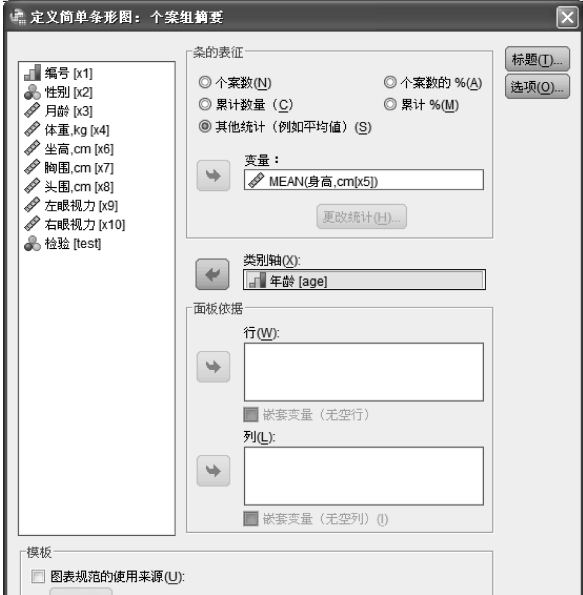 定义简单条形图：个案组摘要
编号 [x1]
性别 [x2]
月龄 [x3]
体重,kg [x4]
坐高,cm [x6]
胸围,cm [x7]
头围,cm [x8]
左眼视力 [x9]
右眼视力 [x10]
检验 [test]
条的表征
个案数(N)
个案数的 %(A)
累计数量（C）
累计 %(M)
其他统计（例如平均值）(S)
变量：
MEAN(身高,cm[x5])
更改统计(H)...
类别轴(X):
年龄 [age]
面板依据
行(W):
嵌套变量（无空行）
列(L):
嵌套变量（无空列）(I)
标题(T)...
选项(O)...
模板
图表规范的使用来源(U):